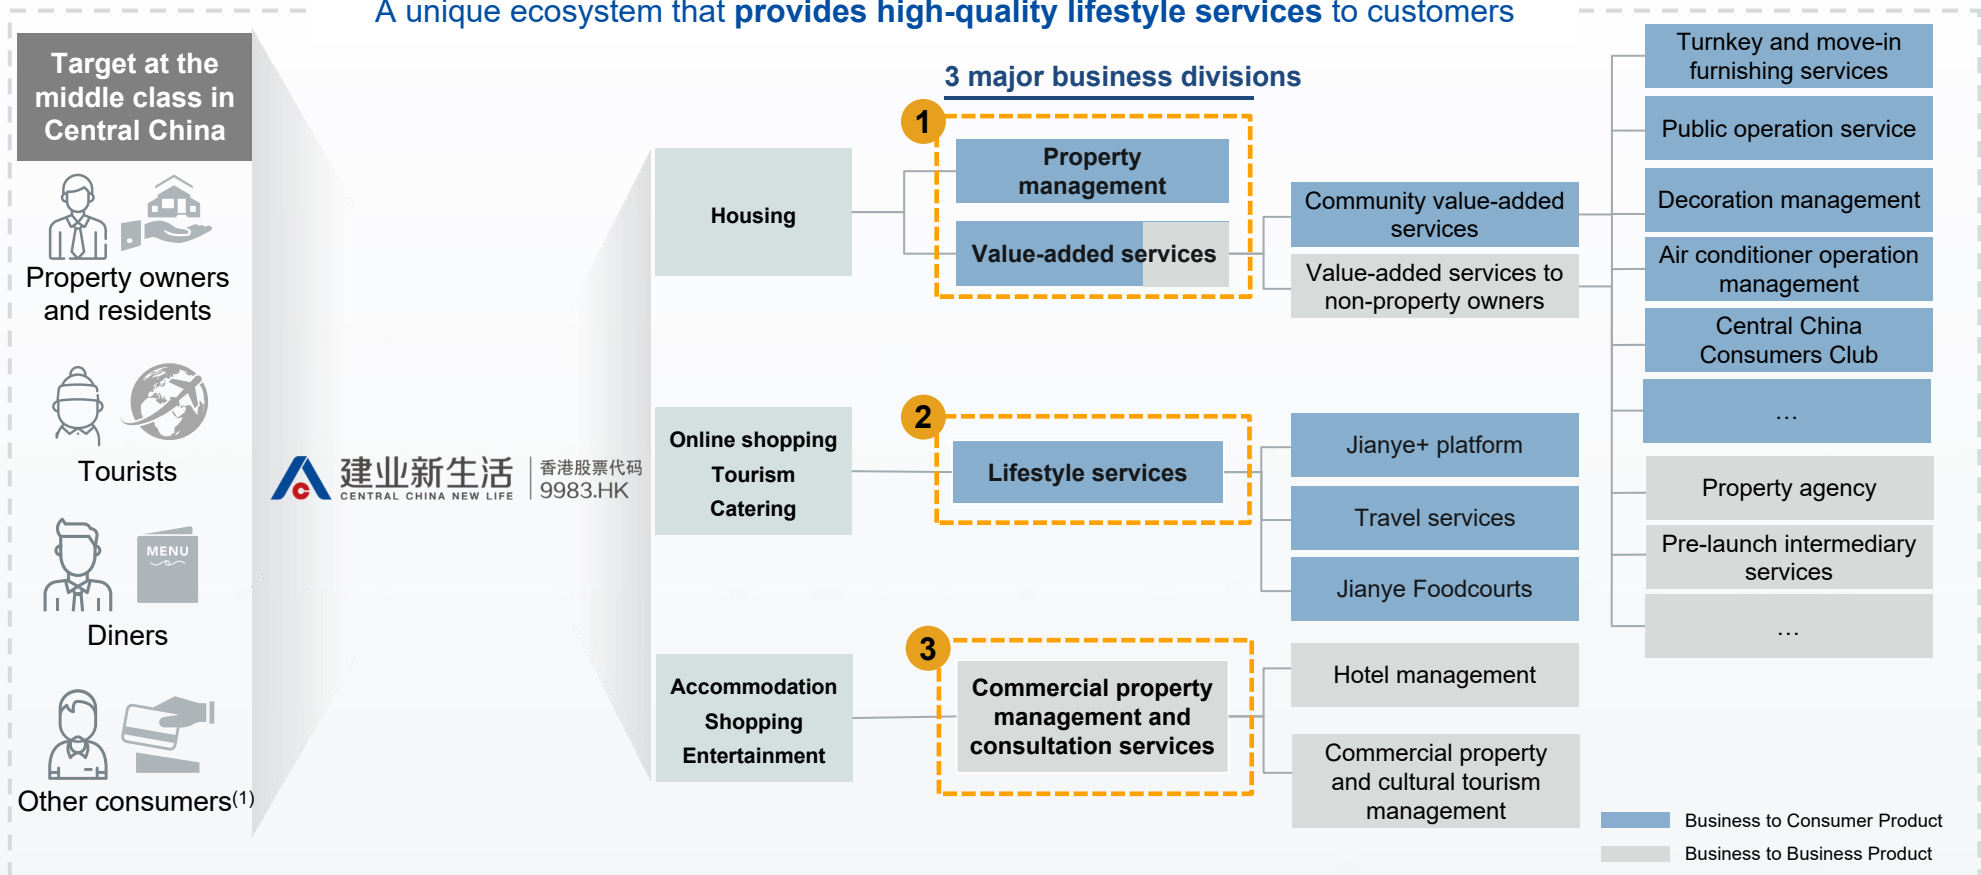 A unique ecosystem that provides high-quality lifestyle services to customers
Target at the
middle class in
Central China
Property owners
and residents
Tourists
MENU
Diners
Other consumers(1)
建业新生活
CENTRAL CHINA NEW LIFE
香港股票代码
9983.HK
3 major business divisions
Housing
1
Property
management
Value-added services
Community value-added
services
Value-added services to
non-property owners
Turnkey and move-in
furnishing services
Public operation service
Decoration management
Air conditioner operation
management
Central China
Consumers Club
…
Property agency
Pre-launch intermediary
services
…
Online shopping
Tourism
Catering
2
Lifestyle services
Jianye+ platform
Travel services
Jianye Foodcourts
Accommodation
Shopping
Entertainment
3
Commercial property
management and
consultation services
Hotel management
Commercial property
and cultural tourism
management
Business to Consumer Product
Business to Business Product